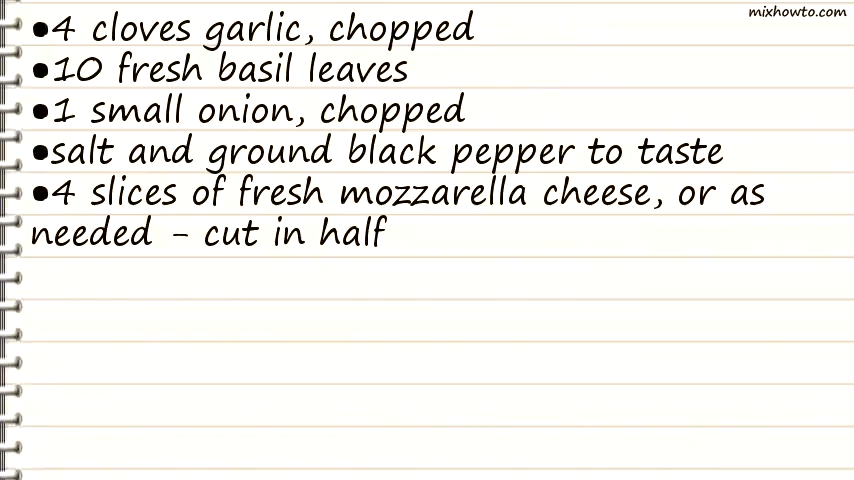 mixhowto.com
•4 cloves garlic, chopped
•10 fresh basil leaves
•1 small onion, chopped
•salt and ground black pepper to taste
•4 slices of fresh mozzarella cheese, or as
needed - cut in half